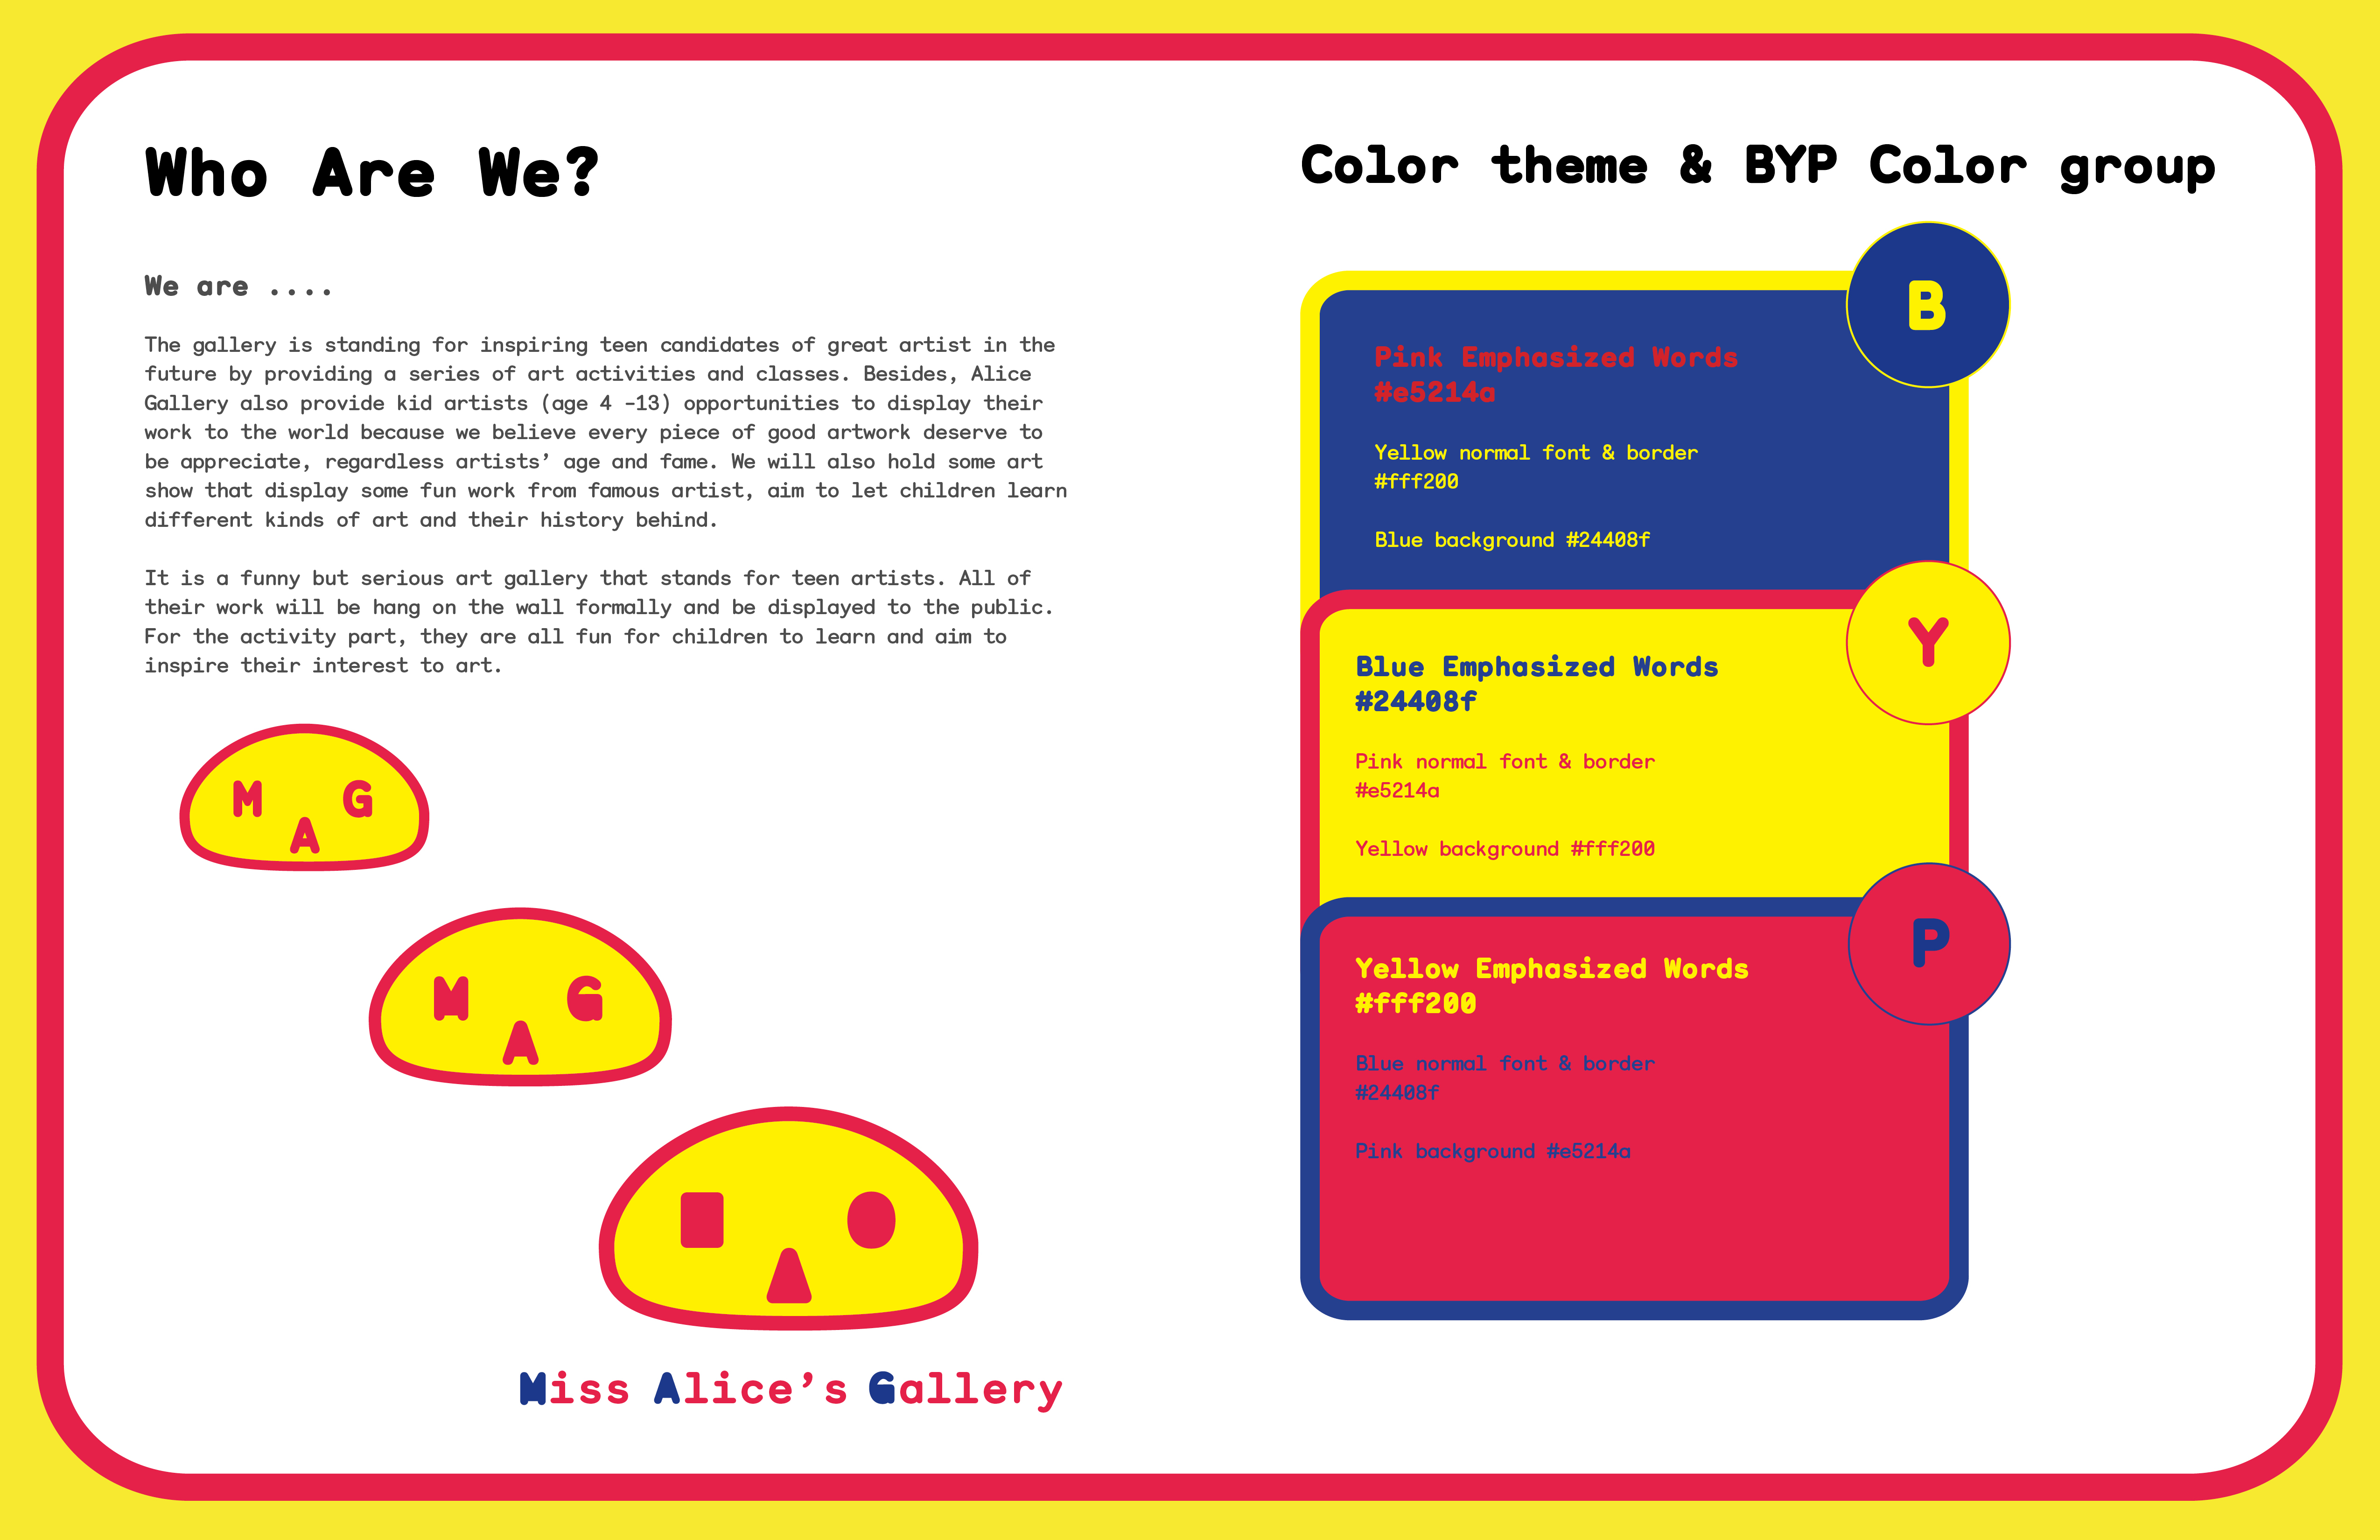 Who Are We?
We are ....
The gallery is standing for inspiring teen candidates of great artist in the
future by providing a series of art activities and classes. Besides, Alice
Gallery also provide kid artists (age 4 -13) opportunities to display their
work to the world because we believe every piece of good artwork deserve to
be appreciate, regardless artists’ age and fame. We will also hold some art
show that display some fun work from famous artist, aim to let children learn
different kinds of art and their history behind.
It is a funny but serious art gallery that stands for teen artists. All of
their work will be hang on the wall formally and be displayed to the public.
For the activity part, they are all fun for children to learn and aim to
inspire their interest to art.
M G
A
M G
A
Miss Alice’s Gallery
Color theme & BYP Color group
B
Pink Emphasized Words
#e5214a
Yellow normal font & border
#fff200
Blue background #24408f
Y
Blue Emphasized Words
#24408f
Pink normal font & border
#e5214a
Yellow background #fff200
P
Yellow Emphasized Words
#fff200
Blue normal font & border
#24408f
Pink background #e5214a